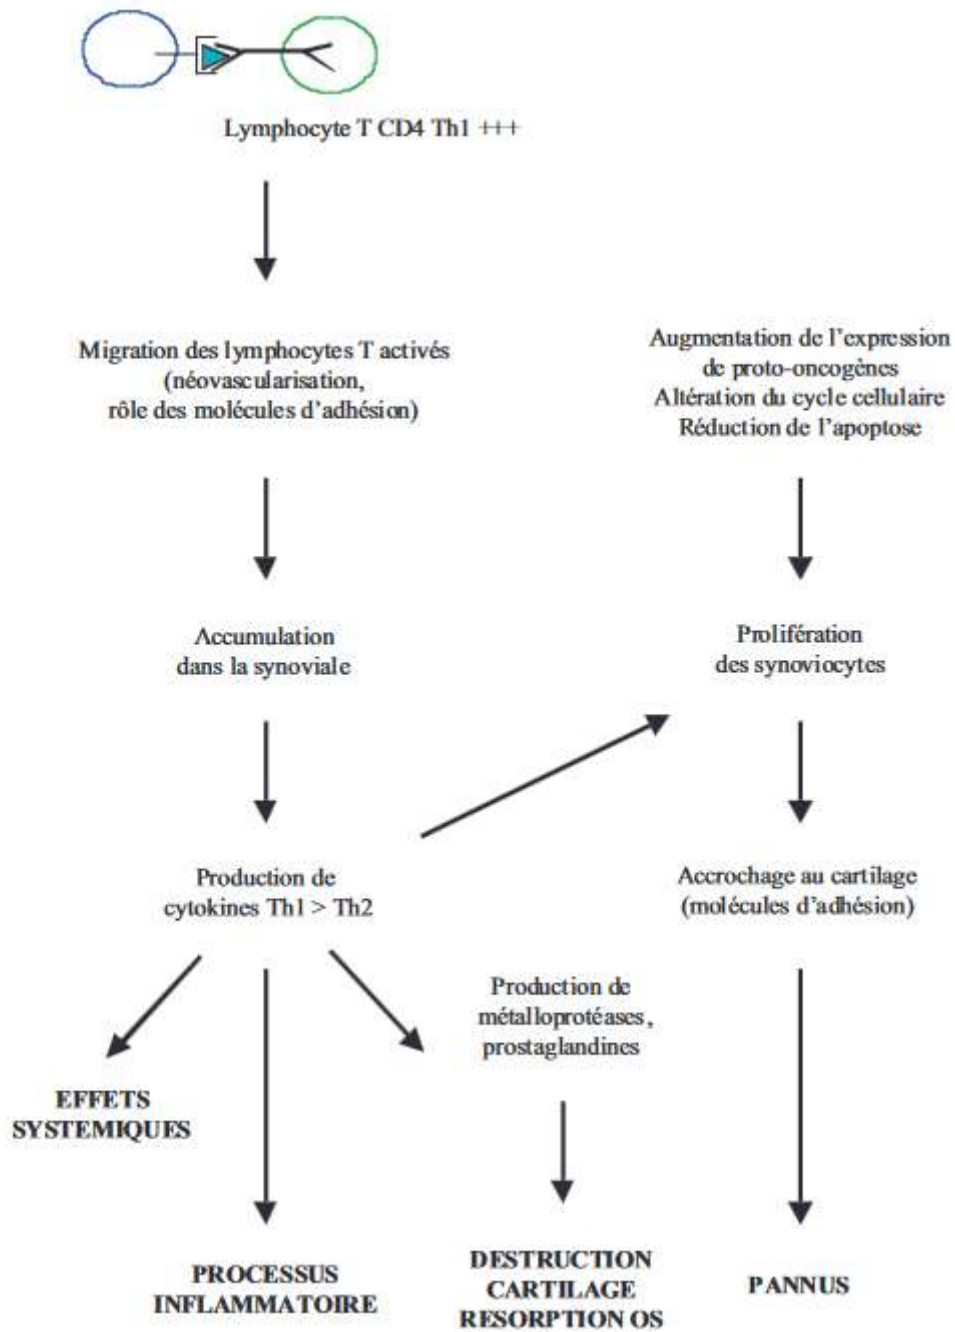 Lymphocyte T CD4 Th1 +++
Migration des lymphocytes T activés
(néovascularisation,
rôle des molécules d’adhésion)
Augmentation de l’expression
de proto-oncogènes
Altération du cycle cellulaire
Réduction de l’apoptose
Accumulation
dans la synoviale
Prolifération
des synoviocytes
Production de
cytokines Th1 > Th2
Accrochage au cartilage
(molécules d’adhésion)
Production de
métalloprotéases,
prostaglandines
EFFETS
SYSTEMIQUES
PROCESSUS
INFLAMMATOIRE
DESTRUCTION
CARTILAGE
RESORPTION OS
PANNUS